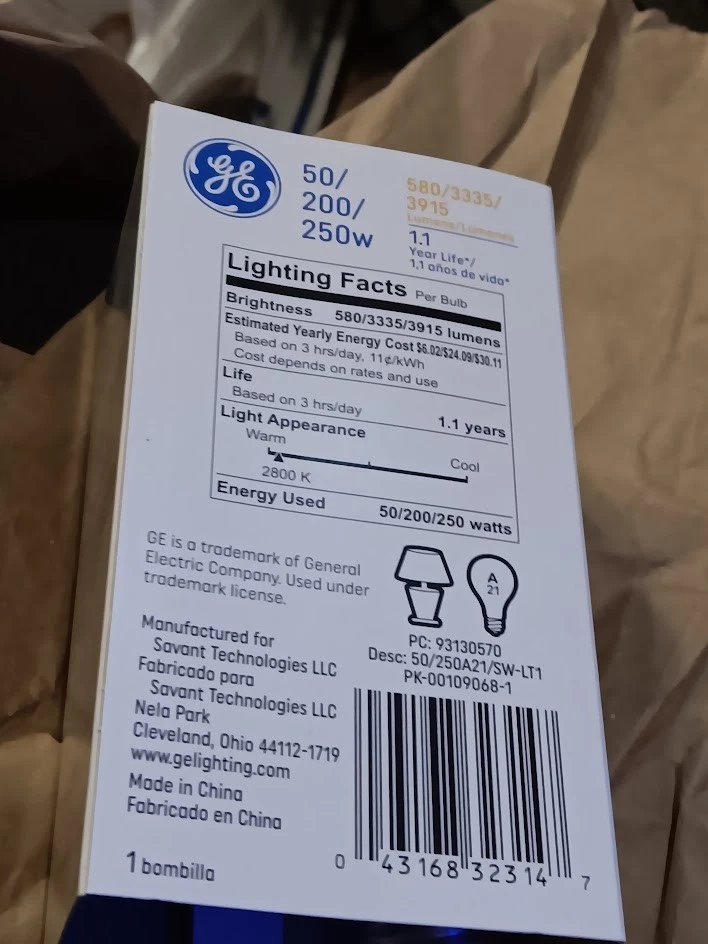 GE
50/
200/
250w
580/3335/
3915
Lumens/Lúmenes
1.1
Year Life*/
1,1 años de vida*
Lighting Facts Per Bulb
Brightness 580/3335/3915 lumens
Estimated Yearly Energy Cost $6.02/$24.09/$30.11
Based on 3 hrs/day, 11¢/kWh
Cost depends on rates and use
Life
Based on 3 hrs/day 1.1 years
Light Appearance
Warm Cool
2800 K
Energy Used 50/200/250 watts
GE is a trademark of General
Electric Company. Used under
trademark license.
A
21
Manufactured for
Savant Technologies LLC
Fabricado para
Savant Technologies LLC
Nela Park
Cleveland, Ohio 44112-1719
www.gelighting.com
Made in China
Fabricado en China
1 bombilla
PC: 93130570
Desc: 50/250A21/SW-LT1
PK-00109068-1
0 43168 32314 7